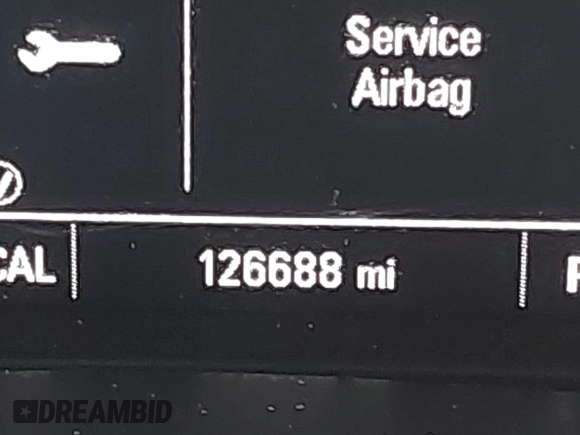 Service
Airbag
CAL
126688 mi
DREAMBID